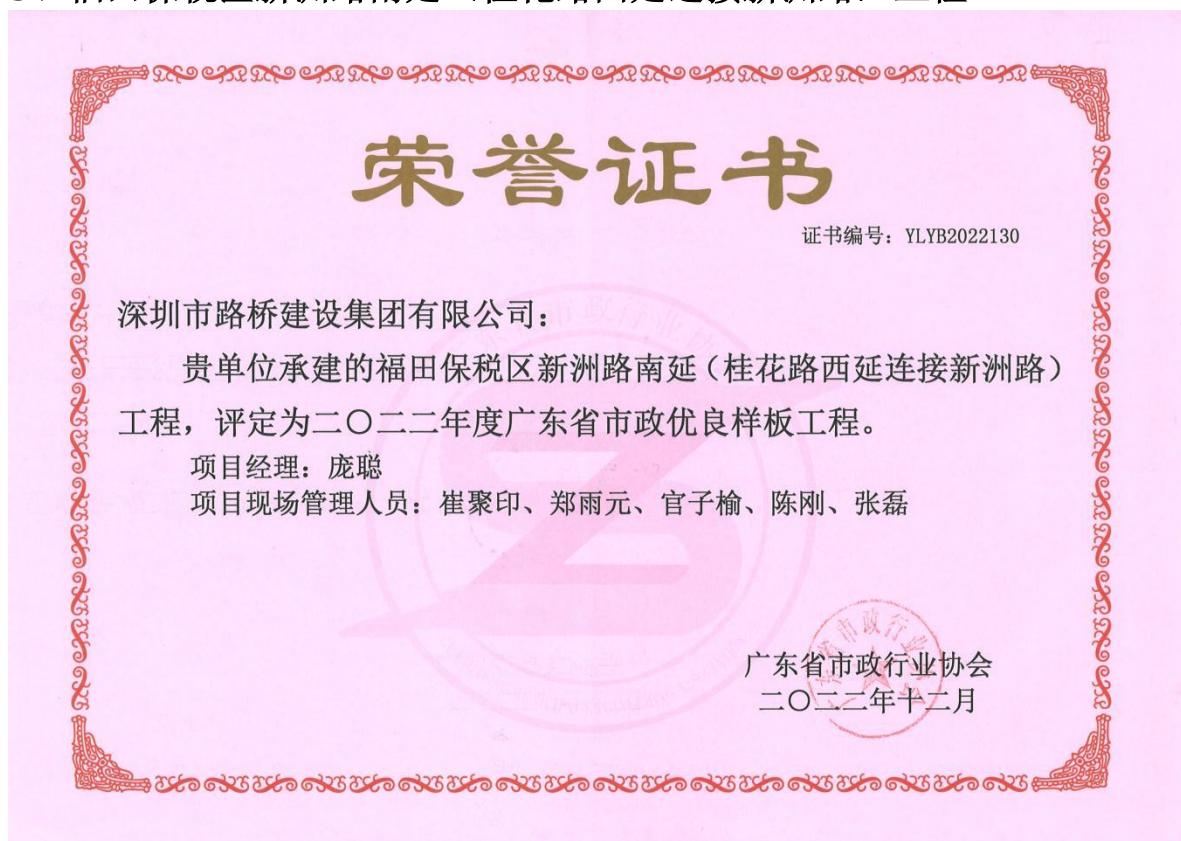 荣誉证书
证书编号：YLYB2022130
深圳市路桥建设集团有限公司：
贵单位承建的福田保税区新洲路南延（桂花路西延连接新洲路）
工程，评定为二〇二二年度广东省市政优良样板工程。
项目经理：庞聪
项目现场管理人员：崔聚印、郑雨元、官子榆、陈刚、张磊
广东省市政行业协会
二〇二二年十二月